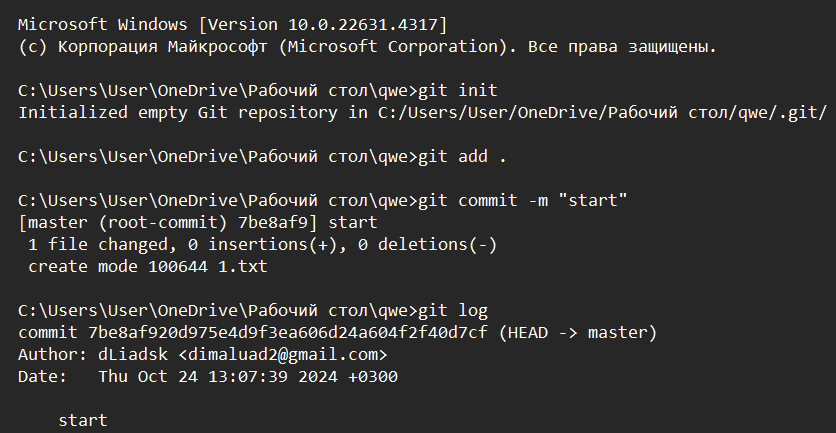 Microsoft Windows [Version 10.0.22631.4317]
(c) Корпорация Майкрософт (Microsoft Corporation). Все права защищены.
C:\Users\User\OneDrive\Рабочий стол\qwe>git init
Initialized empty Git repository in C:/Users/User/OneDrive/Рабочий стол/qwe/.git/
C:\Users\User\OneDrive\Рабочий стол\qwe>git add .
C:\Users\User\OneDrive\Рабочий стол\qwe>git commit -m "start"
[master (root-commit) 7be8af9] start
 1 file changed, 0 insertions(+), 0 deletions(-)
 create mode 100644 1.txt
C:\Users\User\OneDrive\Рабочий стол\qwe>git log
commit 7be8af920d975e4d9f3ea606d24a604f2f40d7cf (HEAD -> master)
Author: dLiadsk <dimaluad2@gmail.com>
Date:   Thu Oct 24 13:07:39 2024 +0300
    start